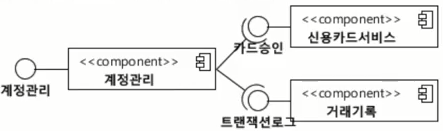 <<component>>
신용카드서비스
카드승인
<<component>>
계정관리
계정관리
<<component>>
거래기록
트랜잭션로그